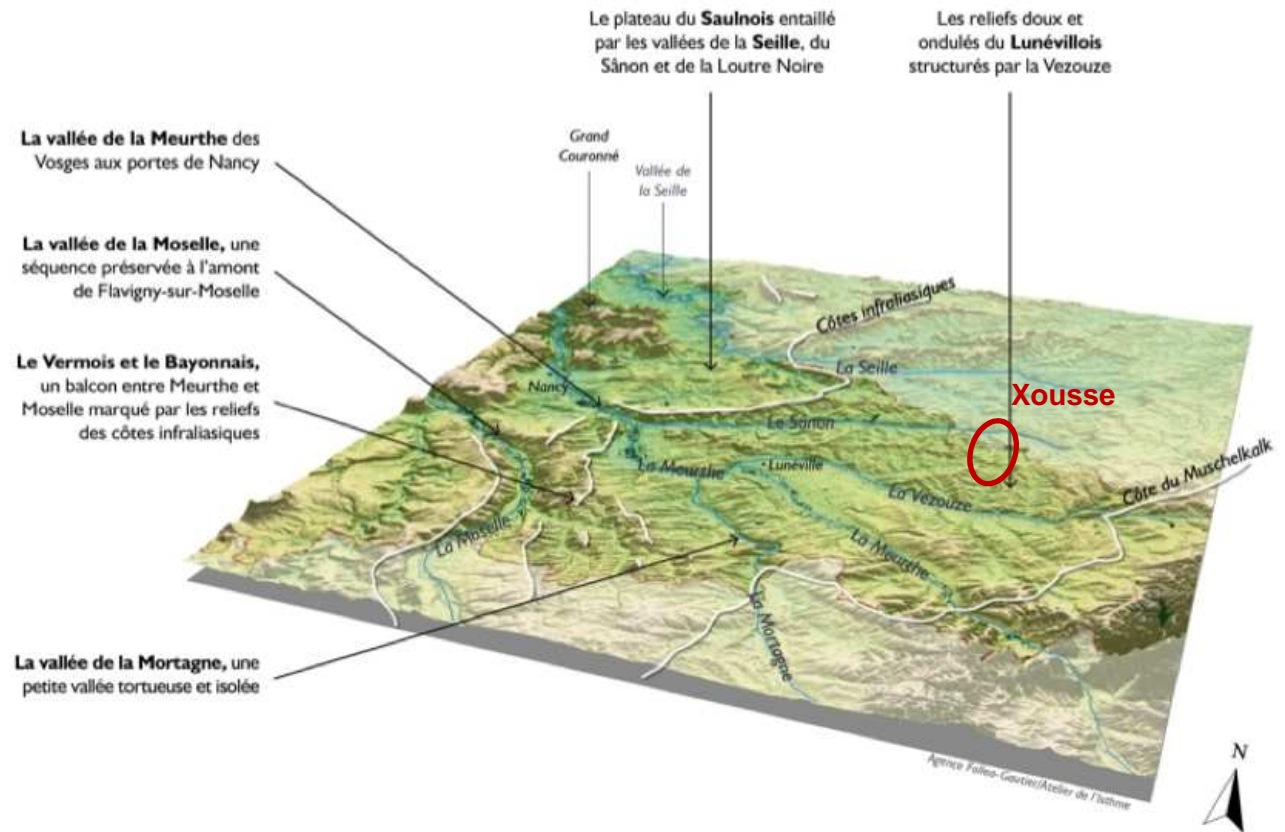 Le plateau du Saulnois entaillé
par les vallées de la Seille, du
Sânon et de la Loutre Noire
Les reliefs doux et
ondulés du Lunévillois
structurés par la Vezouze
La vallée de la Meurthe des
Vosges aux portes de Nancy
Grand
Couronné
Vallée de
la Seille
La vallée de la Moselle, une
séquence préservée à l'amont
de Flavigny-sur-Moselle
Côtes infraliasiques
Le Vermois et le Bayonnais,
un balcon entre Meurthe et
Moselle marqué par les reliefs
des côtes infraliasiques
La Seille
Nancy
Xousse
Le Sanon
La Meurthe
Lunéville
La Vezouze
Côte du Muschelkalk
La Moselle
La Meurthe
La Mortagne
La vallée de la Mortagne, une
petite vallée tortueuse et isolée
Agence Folléa-Gautier/Atelier de l'Isthme
N